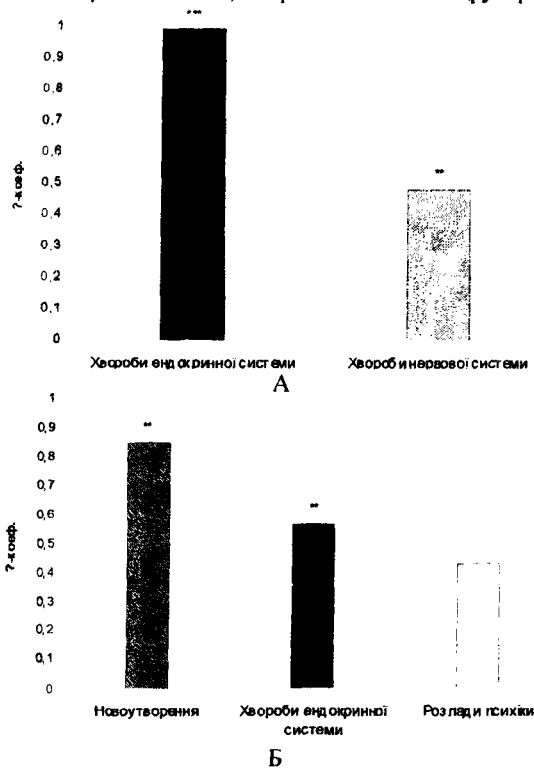 ***
1
0,9
0,8
0,7
0,6
0,5
0,4
0,3
0,2
0,1
0
?-коеф.
**
Хвороби ендокринної системи
Хвороби нервової системи
А
1
0,9
0,8
0,7
0,6
0,5
0,4
0,3
0,2
0,1
0
?-коеф.
**
**
Новоутворення
Хвороби ендокринної
системи
Розлади психіки
Б